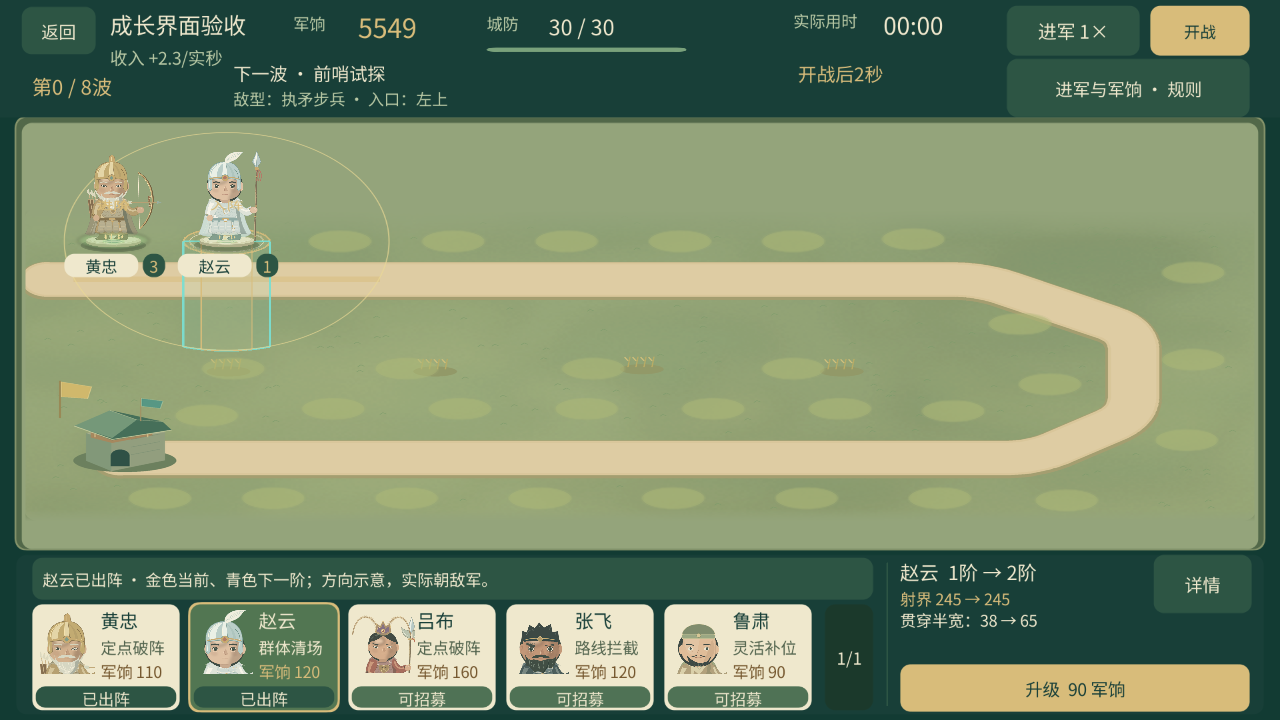 返回
成长界面验收
收入 +2.3/实秒
军饷 5549
城防 30 / 30
实际用时 00:00
进军 1×
开战
第0 / 8波
下一波 · 前哨试探
敌型：执矛步兵 · 入口：左上
开战后2秒
进军与军饷 · 规则
黄忠 3
赵云 1
赵云已出阵 · 金色当前、青色下一阶；方向示意，实际朝敌军。
黄忠
定点破阵
军饷 110
已出阵
赵云
群体清场
军饷 120
已出阵
吕布
定点破阵
军饷 160
可招募
张飞
路线拦截
军饷 120
可招募
鲁肃
灵活补位
军饷 90
可招募
1/1
赵云 1阶 → 2阶
射界 245 → 245
贯穿半宽：38 → 65
详情
升级 90 军饷